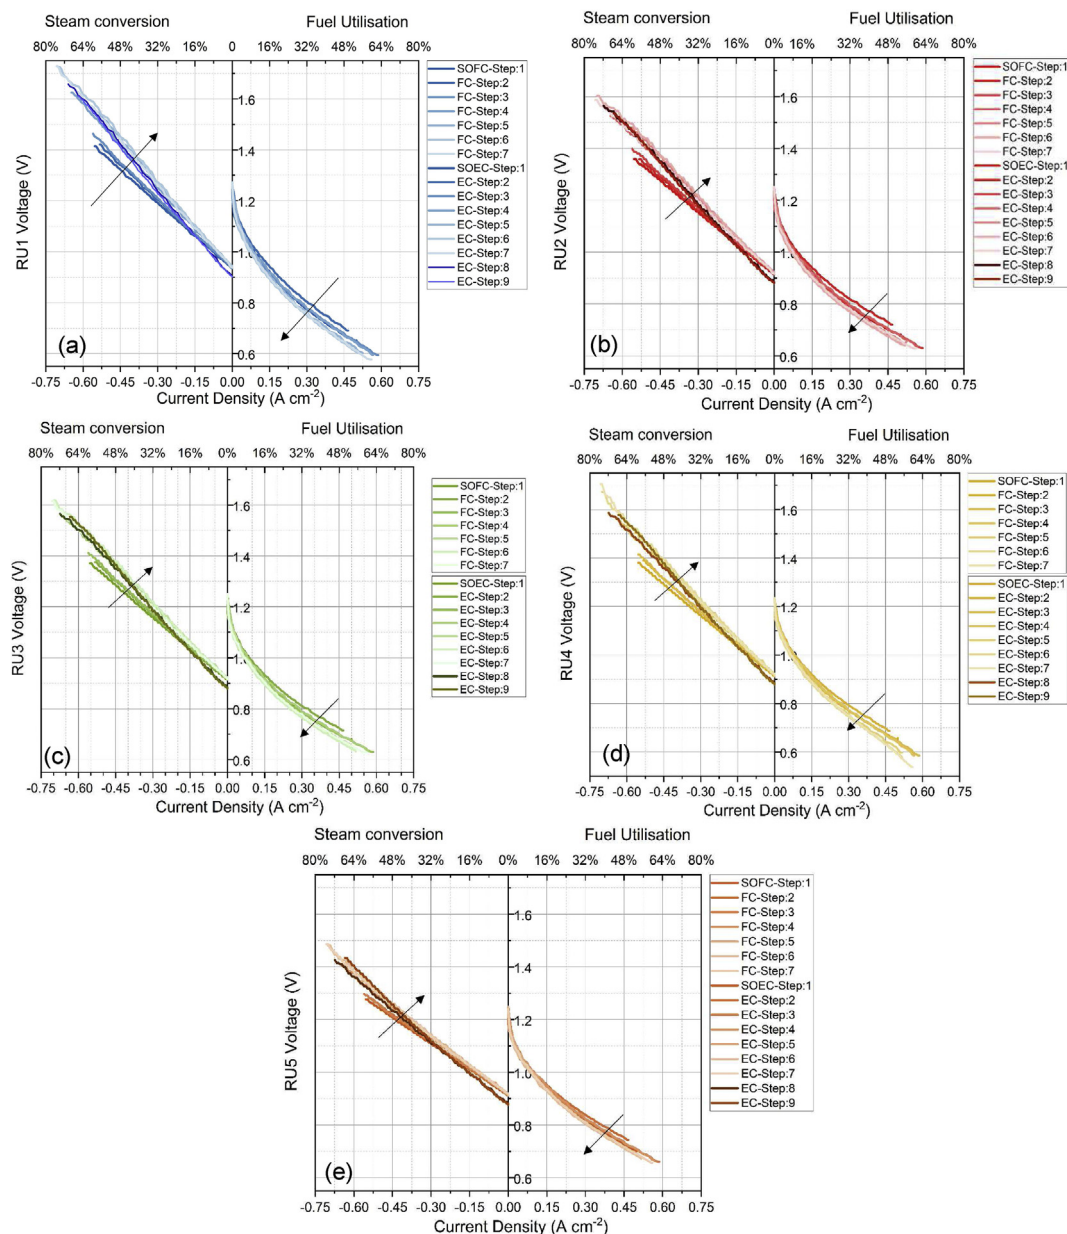 Steam conversion Fuel Utilisation
80% 64% 48% 32% 16% 0 16% 32% 48% 64% 80%
RU1 Voltage (V)
1.6
1.4
1.2
1.0
0.8
0.6
(a)
-0.75 -0.60 -0.45 -0.30 -0.15 0.00 0.15 0.30 0.45 0.60 0.75
Current Density (A cm-2)
SOFC-Step:1
FC-Step:2
FC-Step:3
FC-Step:4
FC-Step:5
FC-Step:6
FC-Step:7
SOEC-Step:1
EC-Step:2
EC-Step:3
EC-Step:4
EC-Step:5
EC-Step:6
EC-Step:7
EC-Step:8
EC-Step:9
Steam conversion Fuel Utilisation
80% 64% 48% 32% 16% 0% 16% 32% 48% 64% 80%
RU2 Voltage (V)
1.6
1.4
1.2
1.0
0.8
0.6
(b)
-0.75 -0.60 -0.45 -0.30 -0.15 0.00 0.15 0.30 0.45 0.60 0.75
Current Density (A cm-2)
SOFC-Step:1
FC-Step:2
FC-Step:3
FC-Step:4
FC-Step:5
FC-Step:6
FC-Step:7
SOEC-Step:1
EC-Step:2
EC-Step:3
EC-Step:4
EC-Step:5
EC-Step:6
EC-Step:7
EC-Step:8
EC-Step:9
Steam conversion Fuel Utilisation
80% 64% 48% 32% 16% 0% 16% 32% 48% 64% 80%
RU3 Voltage (V)
1.6
1.4
1.2
1.0
0.8
0.6
(c)
-0.75 -0.60 -0.45 -0.30 -0.15 0.00 0.15 0.30 0.45 0.60 0.75
Current Density (A cm-2)
SOFC-Step:1
FC-Step:2
FC-Step:3
FC-Step:4
FC-Step:5
FC-Step:6
FC-Step:7
SOEC-Step:1
EC-Step:2
EC-Step:3
EC-Step:4
EC-Step:5
EC-Step:6
EC-Step:7
EC-Step:8
EC-Step:9
Steam conversion Fuel Utilisation
80% 64% 48% 32% 16% 0% 16% 32% 48% 64% 80%
RU4 Voltage (V)
1.6
1.4
1.2
1.0
0.8
0.6
(d)
-0.75 -0.60 -0.45 -0.30 -0.15 0.00 0.15 0.30 0.45 0.60 0.75
Current Density (A cm-2)
SOFC-Step:1
FC-Step:2
FC-Step:3
FC-Step:4
FC-Step:5
FC-Step:6
FC-Step:7
SOEC-Step:1
EC-Step:2
EC-Step:3
EC-Step:4
EC-Step:5
EC-Step:6
EC-Step:7
EC-Step:8
EC-Step:9
Steam conversion Fuel Utilisation
80% 64% 48% 32% 16% 0% 16% 32% 48% 64% 80%
RU5 Voltage (V)
1.6
1.4
1.2
1.0
0.8
0.6
(e)
-0.75 -0.60 -0.45 -0.30 -0.15 0.00 0.15 0.30 0.45 0.60 0.75
Current Density (A cm-2)
SOFC-Step:1
FC-Step:2
FC-Step:3
FC-Step:4
FC-Step:5
FC-Step:6
FC-Step:7
SOEC-Step:1
EC-Step:2
EC-Step:3
EC-Step:4
EC-Step:5
EC-Step:6
EC-Step:7
EC-Step:8
EC-Step:9